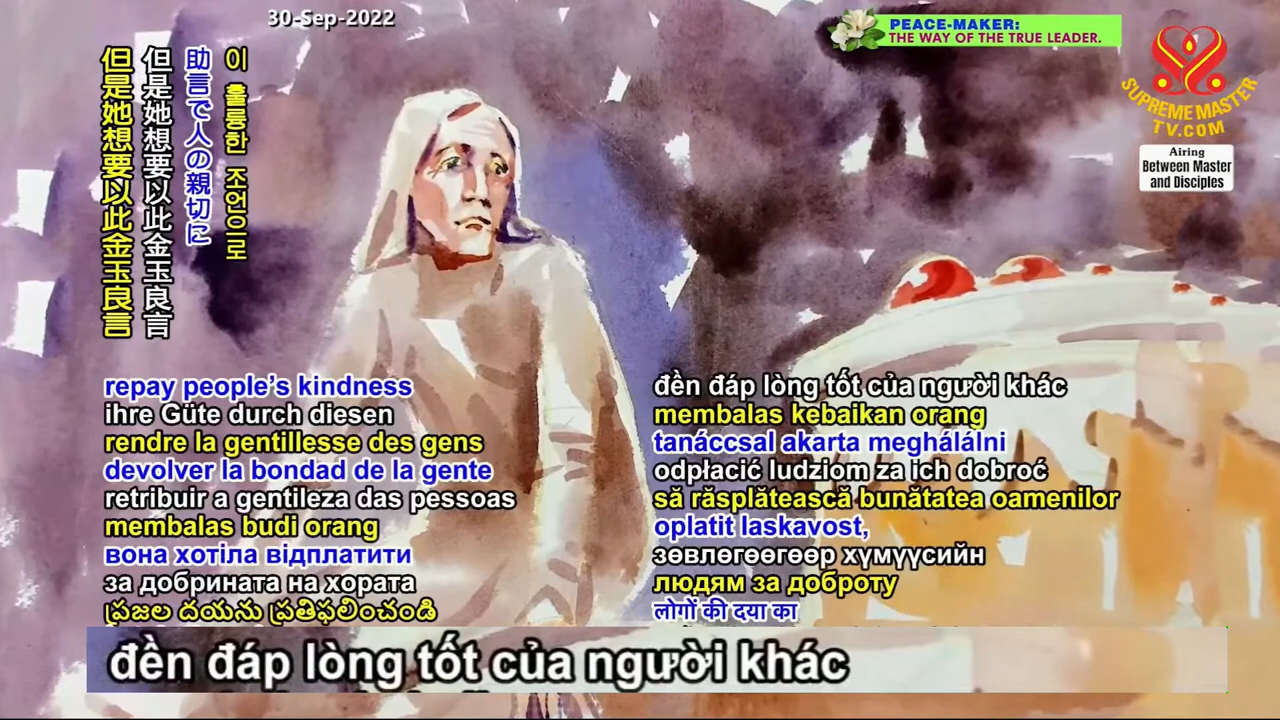 30-Sep-2022
PEACE-MAKER:
THE WAY OF THE TRUE LEADER.
SUPREME MASTER
TV.COM
Airing
Between Master
and Disciples
但是她想要以此金玉良言
但是她想要以此金玉良言
助言で人の親切に
이 훌륭한 조언으로
repay people’s kindness
ihre Güte durch diesen
rendre la gentillesse des gens
devolver la bondad de la gente
retribuir a gentileza das pessoas
membalas budi orang
вона хотіла відплатити
за добрината на хората
ప్రజల దయను ప్రతిఫలించండి
đền đáp lòng tốt của người khác
membalas kebaikan orang
tanáccsal akarta meghálálni
odpłacić ludziom za ich dobroć
să răsplătească bunătatea oamenilor
oplatit laskavost,
зөвлөгөөгөөр хүмүүсийн
людям за доброту
लोगों की दया का
đền đáp lòng tốt của người khác